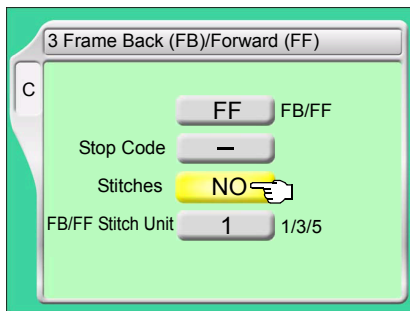 3 Frame Back (FB)/Forward (FF)
C
FF FB/FF
Stop Code –
Stitches NO
FB/FF Stitch Unit 1 1/3/5